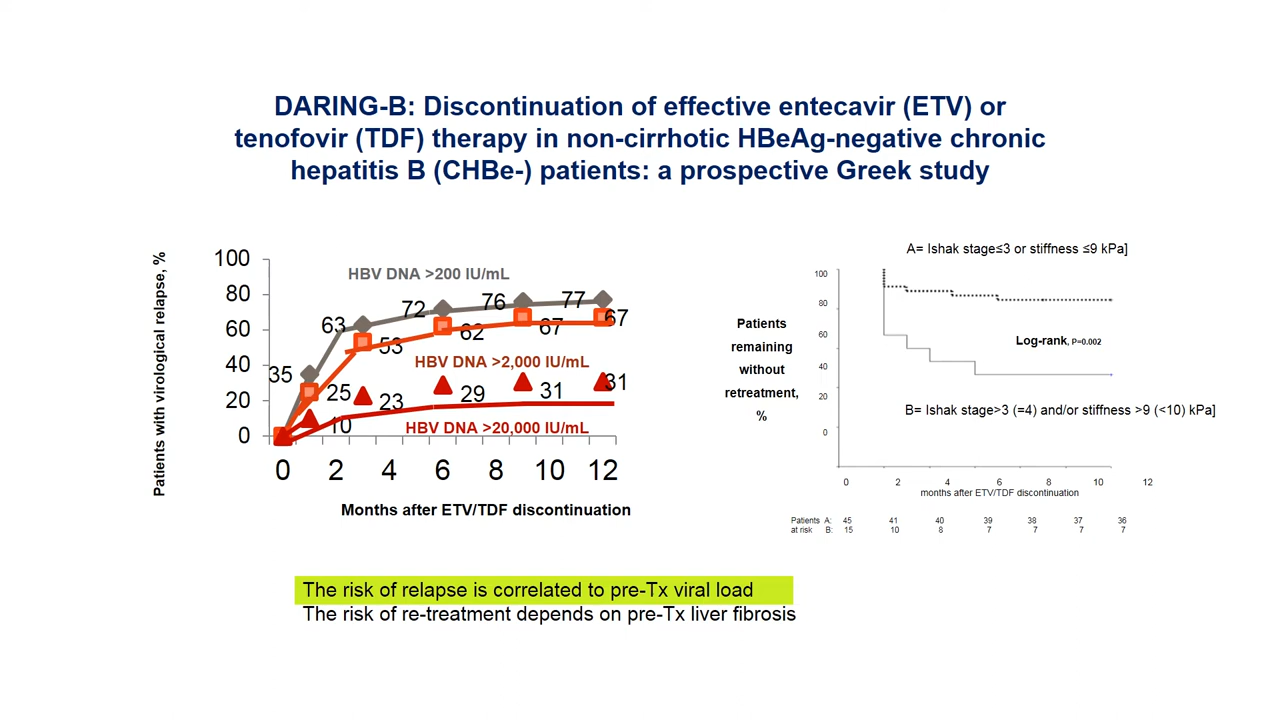 DARING-B: Discontinuation of effective entecavir (ETV) or
tenofovir (TDF) therapy in non-cirrhotic HBeAg-negative chronic
hepatitis B (CHBe-) patients: a prospective Greek study
Patients with virological relapse, %
100
80
60
40
20
0
HBV DNA >200 IU/mL
35
63
72
76
77
25
53
62
67
67
HBV DNA >2,000 IU/mL
10
23
29
31
31
HBV DNA >20,000 IU/mL
0 2 4 6 8 10 12
Months after ETV/TDF discontinuation
A= Ishak stage≤3 or stiffness ≤9 kPa]
Patients
remaining
without
retreatment,
%
100
80
60
40
20
0
Log-rank, P=0.002
B= Ishak stage>3 (=4) and/or stiffness >9 (<10) kPa]
0 2 4 6 8 10 12
months after ETV/TDF discontinuation
Patients A: 45 41 40 39 38 37 36
at risk B: 15 10 8 7 7 7 7
The risk of relapse is correlated to pre-Tx viral load
The risk of re-treatment depends on pre-Tx liver fibrosis